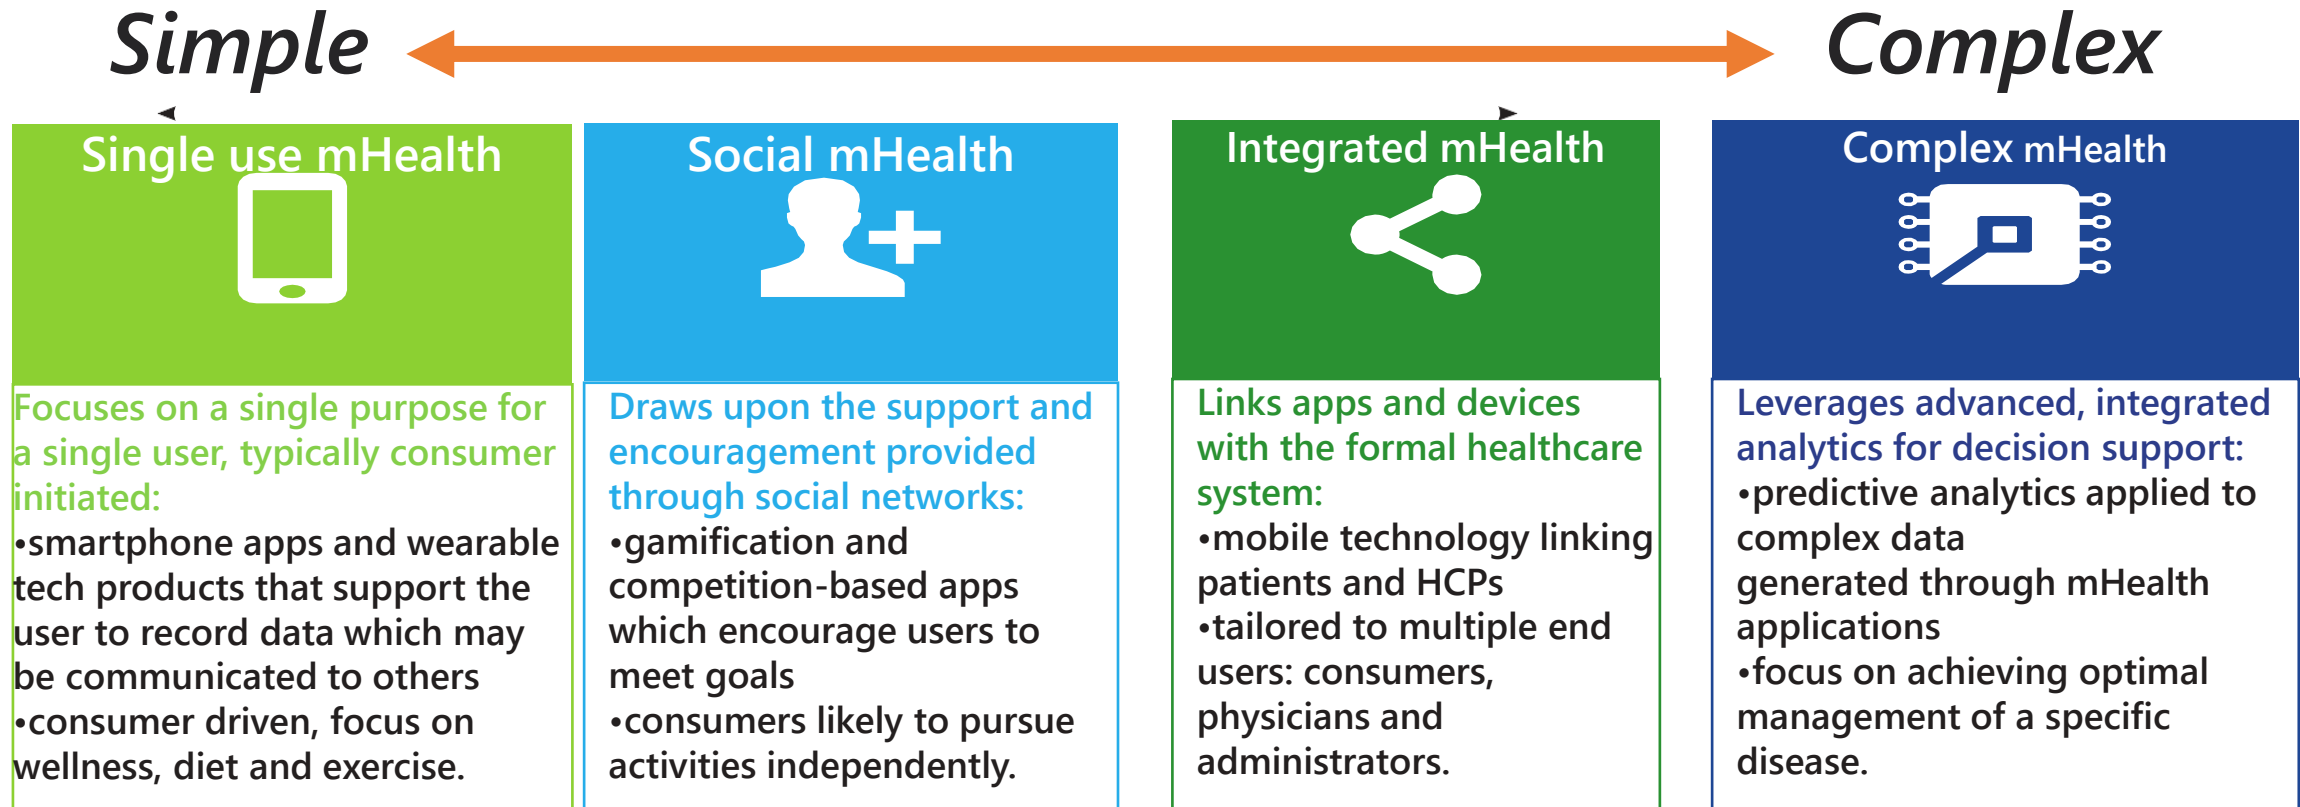 Simple
Complex
Single use mHealth
Focuses on a single purpose for
a single user, typically consumer
initiated:
•smartphone apps and wearable
tech products that support the
user to record data which may
be communicated to others
•consumer driven, focus on
wellness, diet and exercise.
Social mHealth
Draws upon the support and
encouragement provided
through social networks:
•gamification and
competition-based apps
which encourage users to
meet goals
•consumers likely to pursue
activities independently.
Integrated mHealth
Links apps and devices
with the formal healthcare
system:
•mobile technology linking
patients and HCPs
•tailored to multiple end
users: consumers,
physicians and
administrators.
Complex mHealth
Leverages advanced, integrated
analytics for decision support:
•predictive analytics applied to
complex data
generated through mHealth
applications
•focus on achieving optimal
management of a specific
disease.